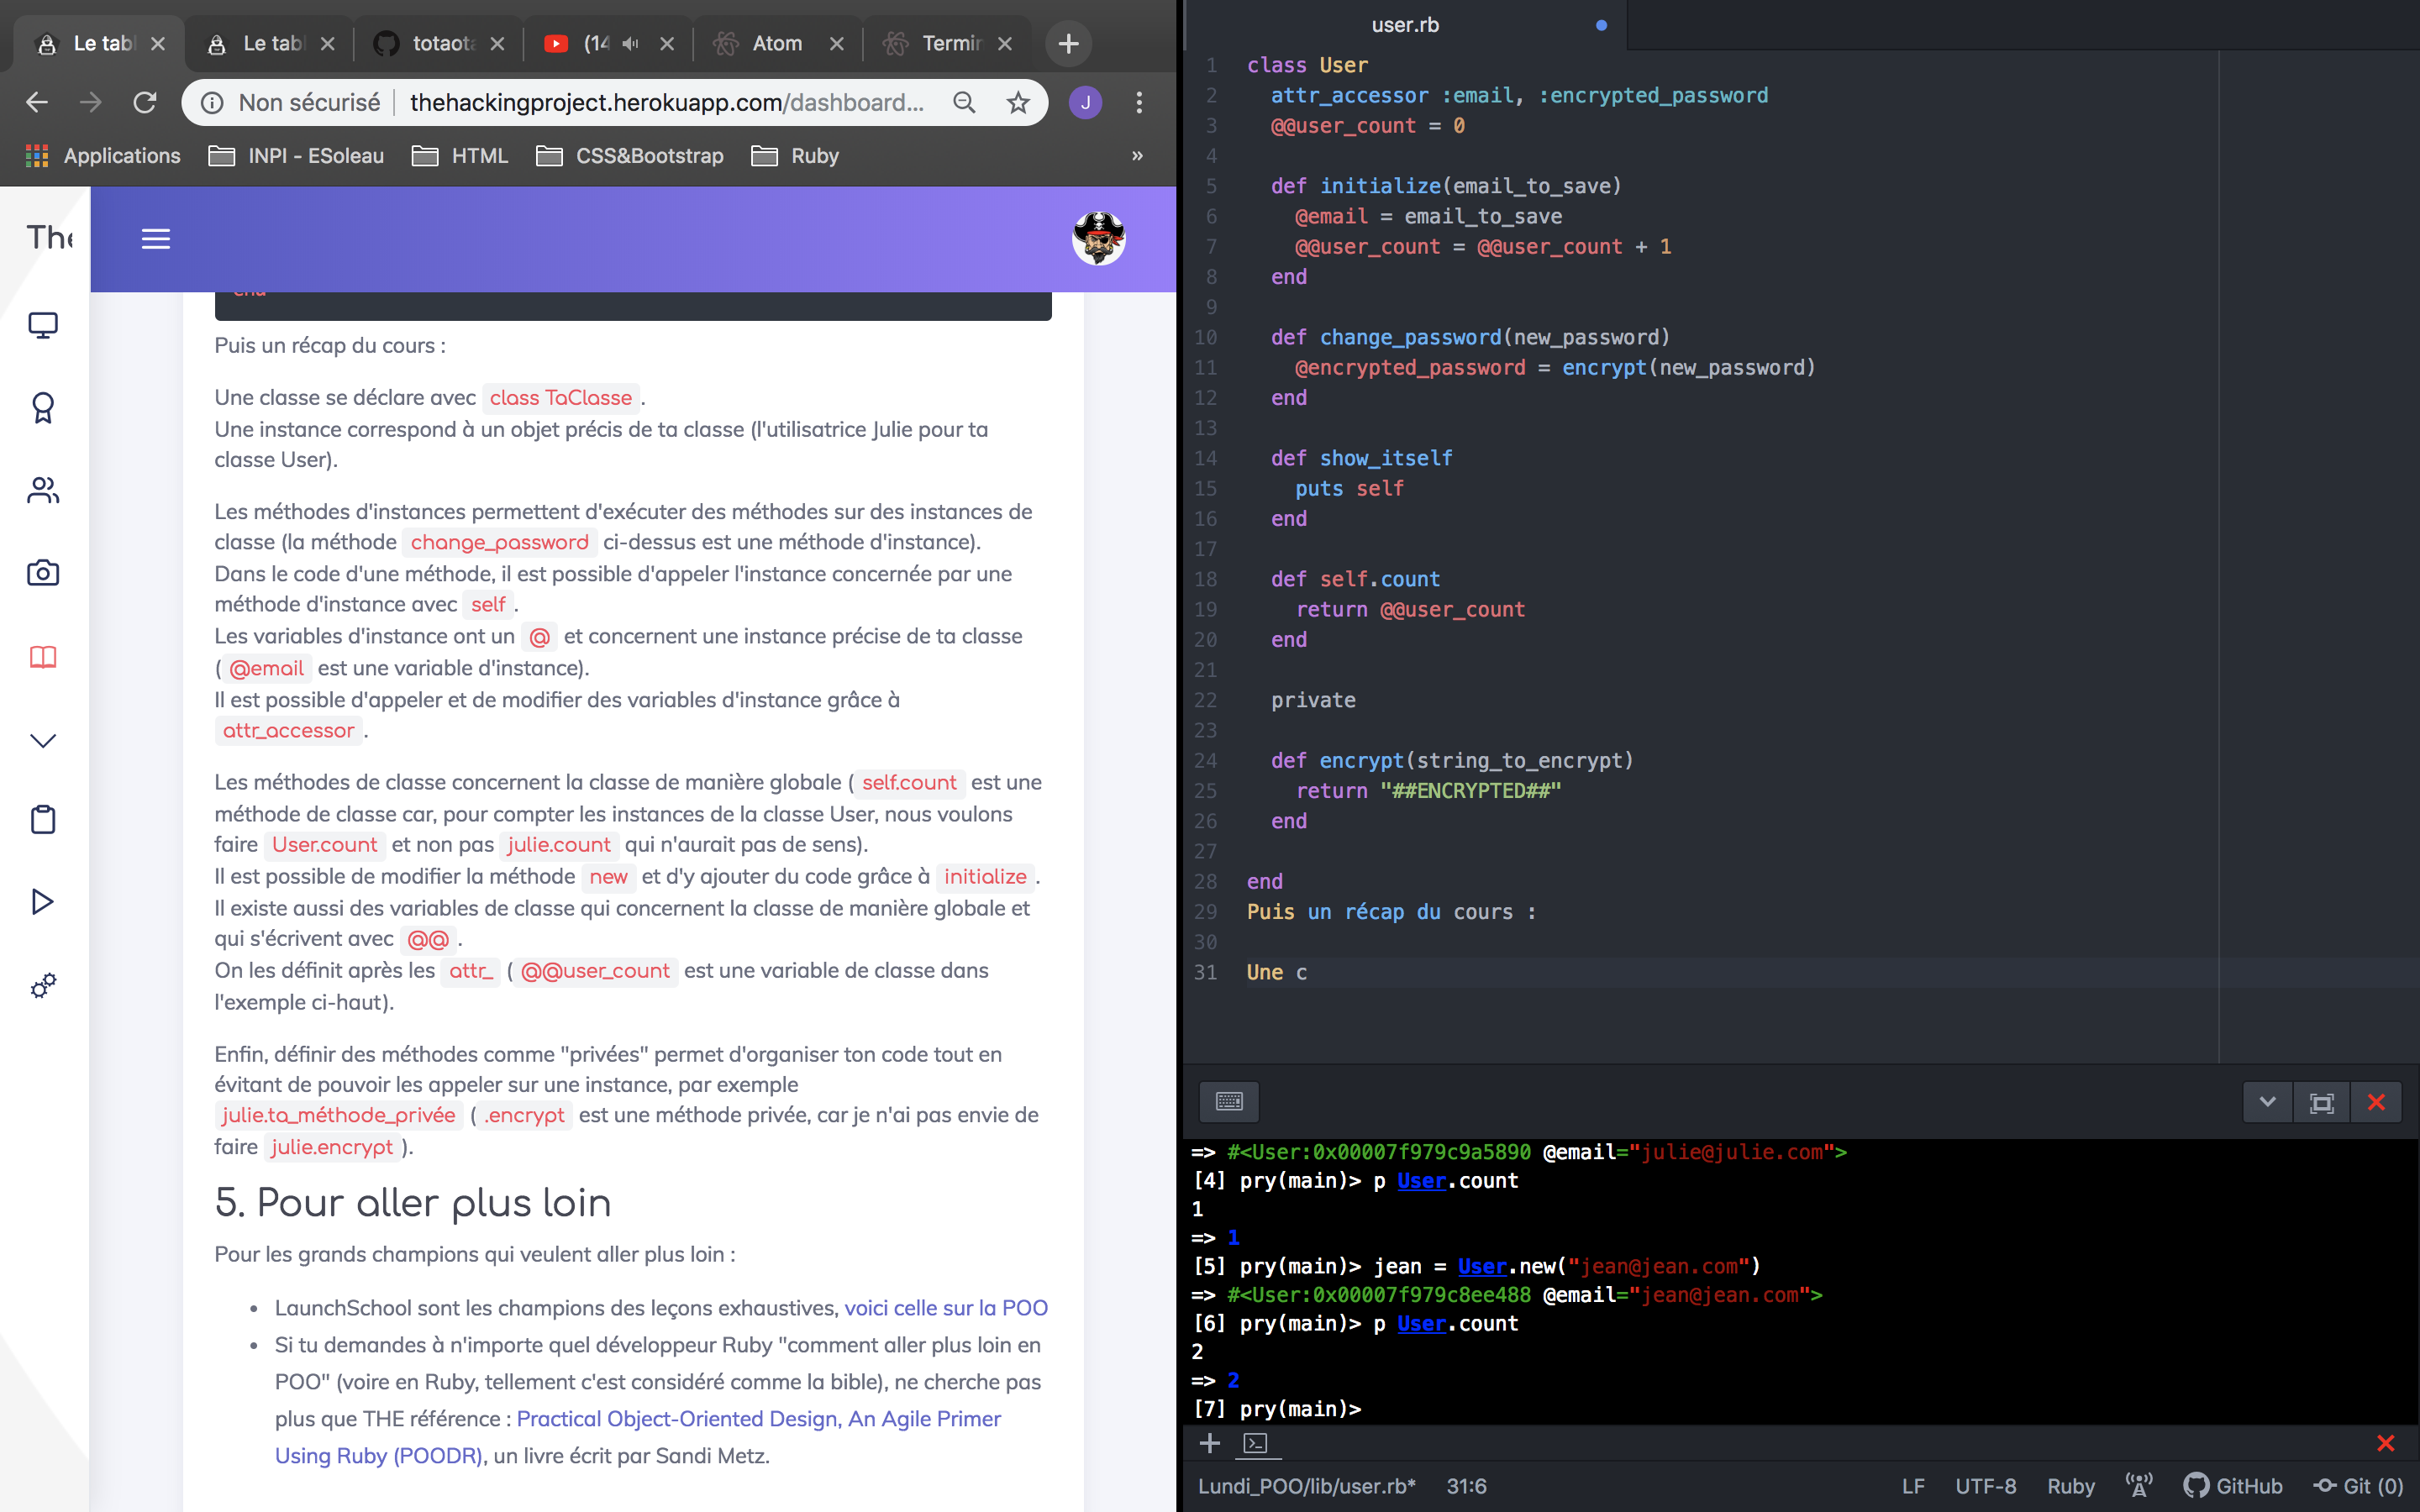 Le tab
Le tab
totaota
(14
Atom
Termin
Non sécurisé
thehackingproject.herokuapp.com/dashboard...
J
Applications
INPI - ESoleau
HTML
CSS&Bootstrap
Ruby
»
The
end
Puis un récap du cours :
Une classe se déclare avec class TaClasse .
Une instance correspond à un objet précis de ta classe (l'utilisatrice Julie pour ta
classe User).
Les méthodes d'instances permettent d'exécuter des méthodes sur des instances de
classe (la méthode change_password ci-dessus est une méthode d'instance).
Dans le code d'une méthode, il est possible d'appeler l'instance concernée par une
méthode d'instance avec self .
Les variables d'instance ont un @ et concernent une instance précise de ta classe
( @email est une variable d'instance).
Il est possible d'appeler et de modifier des variables d'instance grâce à
attr_accessor .
Les méthodes de classe concernent la classe de manière globale ( self.count est une
méthode de classe car, pour compter les instances de la classe User, nous voulons
faire User.count et non pas julie.count qui n'aurait pas de sens).
Il est possible de modifier la méthode new et d'y ajouter du code grâce à initialize .
Il existe aussi des variables de classe qui concernent la classe de manière globale et
qui s'écrivent avec @@ .
On les définit après les attr_ ( @@user_count est une variable de classe dans
l'exemple ci-haut).
Enfin, définir des méthodes comme "privées" permet d'organiser ton code tout en
évitant de pouvoir les appeler sur une instance, par exemple
julie.ta_méthode_privée ( .encrypt est une méthode privée, car je n'ai pas envie de
faire julie.encrypt ).
5. Pour aller plus loin
Pour les grands champions qui veulent aller plus loin :
• LaunchSchool sont les champions des leçons exhaustives, voici celle sur la POO
• Si tu demandes à n'importe quel développeur Ruby "comment aller plus loin en
POO" (voire en Ruby, tellement c'est considéré comme la bible), ne cherche pas
plus que THE référence : Practical Object-Oriented Design, An Agile Primer
Using Ruby (POODR), un livre écrit par Sandi Metz.
user.rb
1 class User
2   attr_accessor :email, :encrypted_password
3   @@user_count = 0
4
5   def initialize(email_to_save)
6     @email = email_to_save
7     @@user_count = @@user_count + 1
8   end
9
10   def change_password(new_password)
11     @encrypted_password = encrypt(new_password)
12   end
13
14   def show_itself
15     puts self
16   end
17
18   def self.count
19     return @@user_count
20   end
21
22   private
23
24   def encrypt(string_to_encrypt)
25     return "##ENCRYPTED##"
26   end
27
28 end
29 Puis un récap du cours :
30
31 Une c
=> #<User:0x00007f979c9a5890 @email="julie@julie.com">
[4] pry(main)> p User.count
1
=> 1
[5] pry(main)> jean = User.new("jean@jean.com")
=> #<User:0x00007f979c8ee488 @email="jean@jean.com">
[6] pry(main)> p User.count
2
=> 2
[7] pry(main)>
Lundi_POO/lib/user.rb* 31:6 LF UTF-8 Ruby GitHub Git (0)